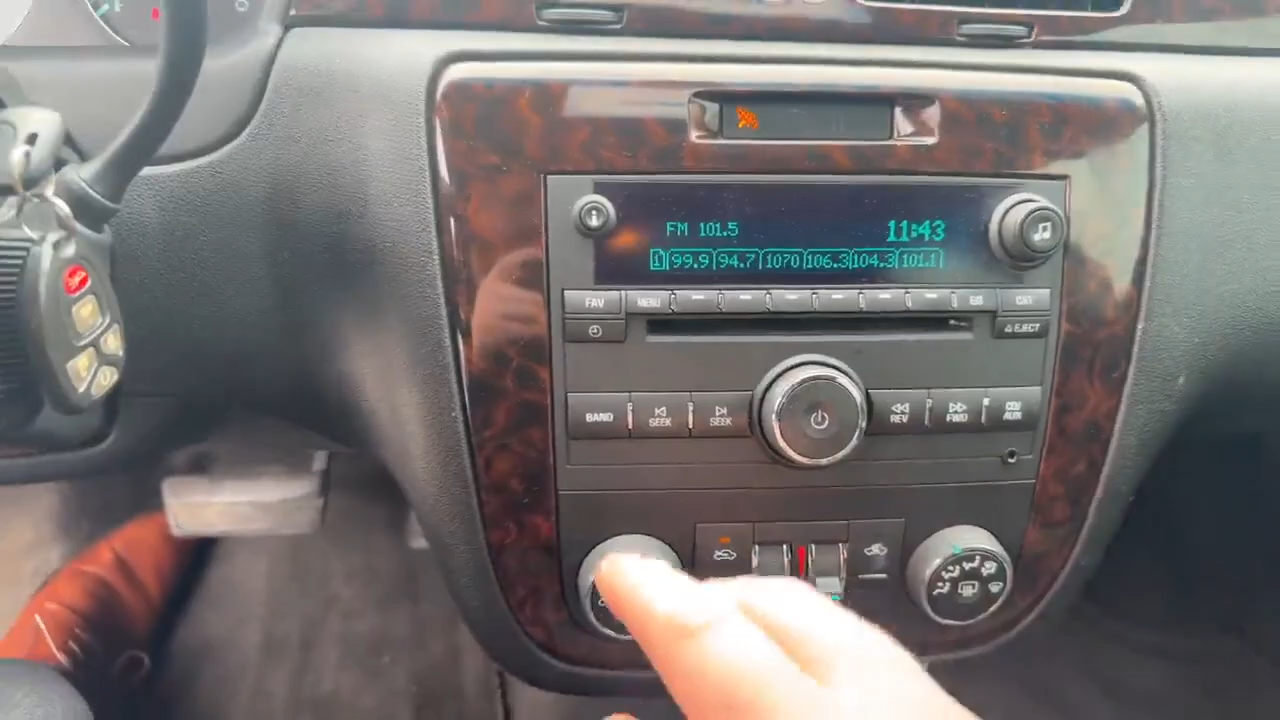 FM 101.5 11:43
1 99.9 94.7 1070 106.3 104.3 101.1
FAV MENU CAT
EJECT
BAND SEEK SEEK REV FWD CD/AUX